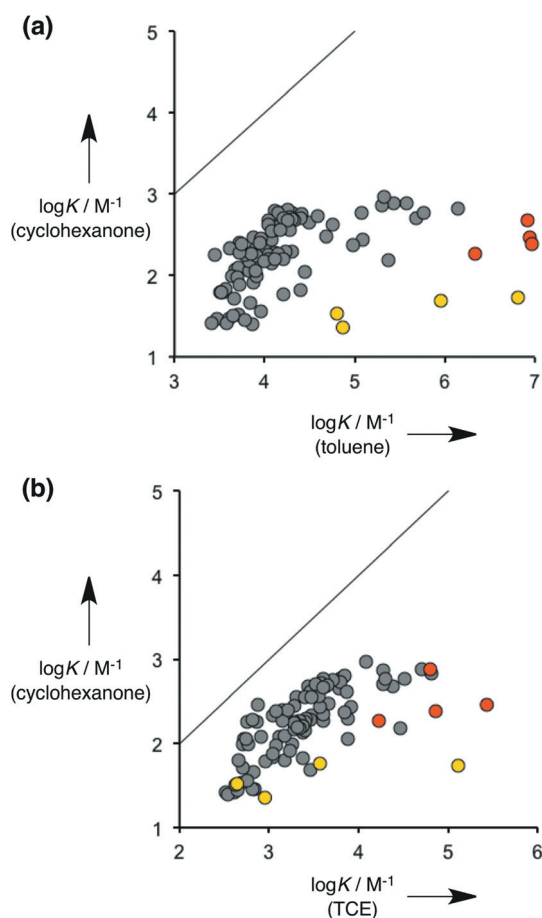 (a)
5
4
3
2
1
logK / M-1
(cyclohexanone)
3 4 5 6 7
logK / M-1
(toluene)
(b)
5
4
3
2
1
logK / M-1
(cyclohexanone)
2 3 4 5 6
logK / M-1
(TCE)